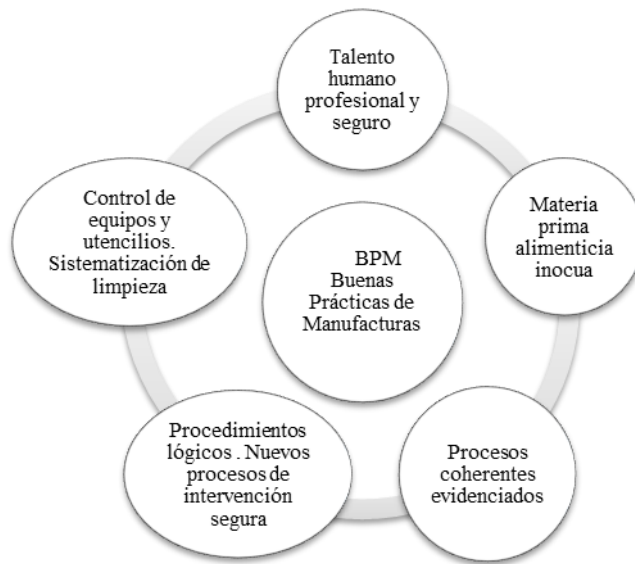 Talento
humano
profesional y
seguro
Materia
prima
alimenticia
inocua
Procesos
coherentes
evidenciados
Procedimientos
lógicos . Nuevos
procesos de
intervención
segura
Control de
equipos y
utencilios.
Sistematización de
limpieza
BPM
Buenas
Prácticas de
Manufacturas